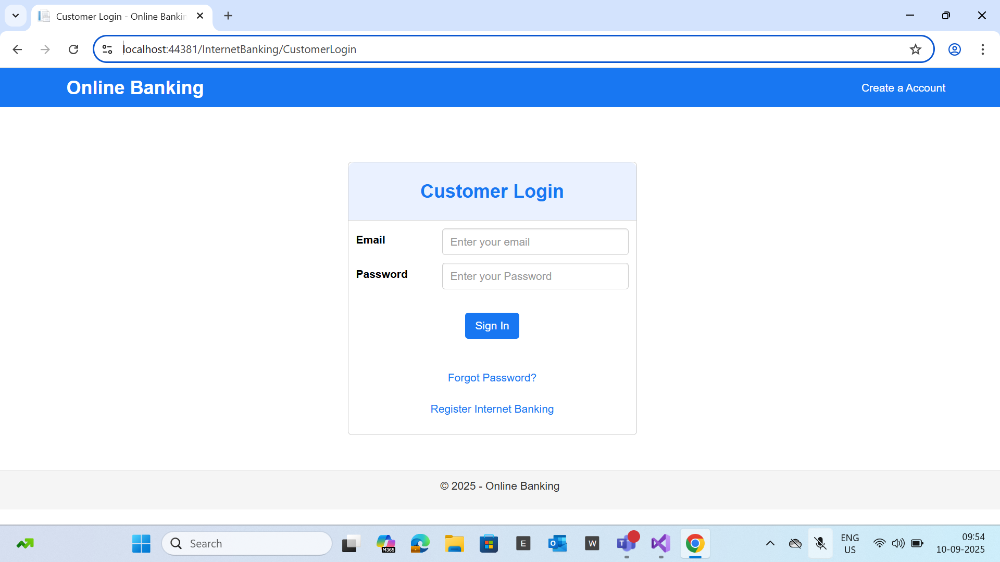 Customer Login - Online Bankin
localhost:44381/InternetBanking/CustomerLogin
Online Banking
Create a Account
Customer Login
Email
Enter your email
Password
Enter your Password
Sign In
Forgot Password?
Register Internet Banking
© 2025 - Online Banking
Search
M365
E
O
W
T
ENG
US
09:54
10-09-2025